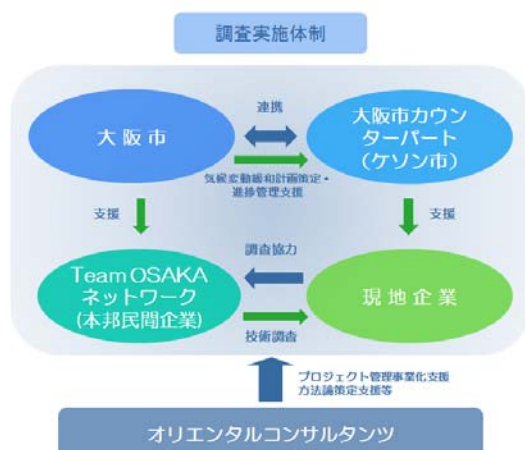 調査実施体制
大阪市
連携
大阪市カウン
ターパート
(ケソン市)
気候変動緩和計画策定・
進捗管理支援
支援
支援
Team OSAKA
ネットワーク
(本邦民間企業)
調査協力
現地企業
技術調査
プロジェクト管理事業化支援
方法論策定支援等
オリエンタルコンサルタンツ